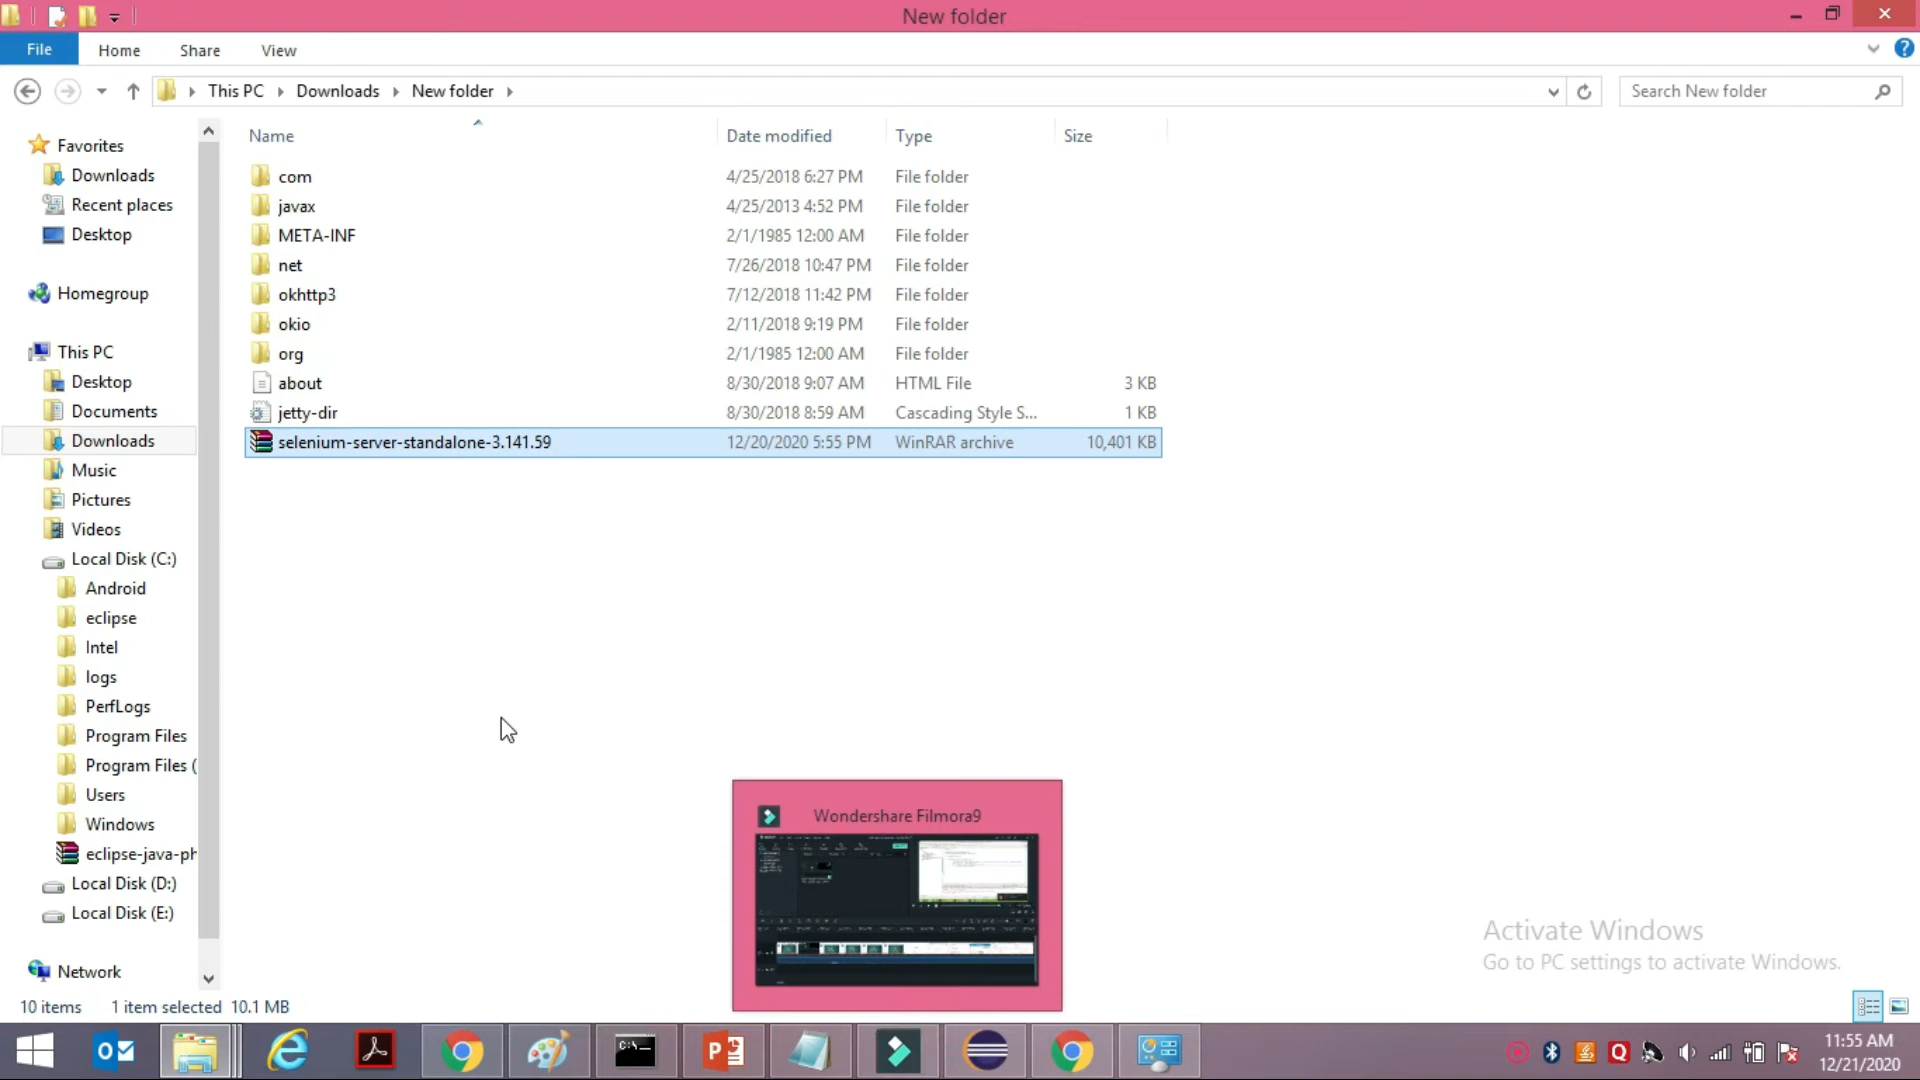 New folder
File Home Share View
This PC Downloads New folder
Search New folder
Name Date modified Type Size
com 4/25/2018 6:27 PM File folder
javax 4/25/2013 4:52 PM File folder
META-INF 2/1/1985 12:00 AM File folder
net 7/26/2018 10:47 PM File folder
okhttp3 7/12/2018 11:42 PM File folder
okio 2/11/2018 9:19 PM File folder
org 2/1/1985 12:00 AM File folder
about 8/30/2018 9:07 AM HTML File 3 KB
jetty-dir 8/30/2018 8:59 AM Cascading Style S... 1 KB
selenium-server-standalone-3.141.59 12/20/2020 5:55 PM WinRAR archive 10,401 KB
Favorites
Downloads
Recent places
Desktop
Homegroup
This PC
Desktop
Documents
Downloads
Music
Pictures
Videos
Local Disk (C:)
Android
eclipse
Intel
logs
PerfLogs
Program Files
Program Files (
Users
Windows
eclipse-java-ph
Local Disk (D:)
Local Disk (E:)
Network
Wondershare Filmora9
Activate Windows
Go to PC settings to activate Windows.
10 items 1 item selected 10.1 MB
11:55 AM
12/21/2020